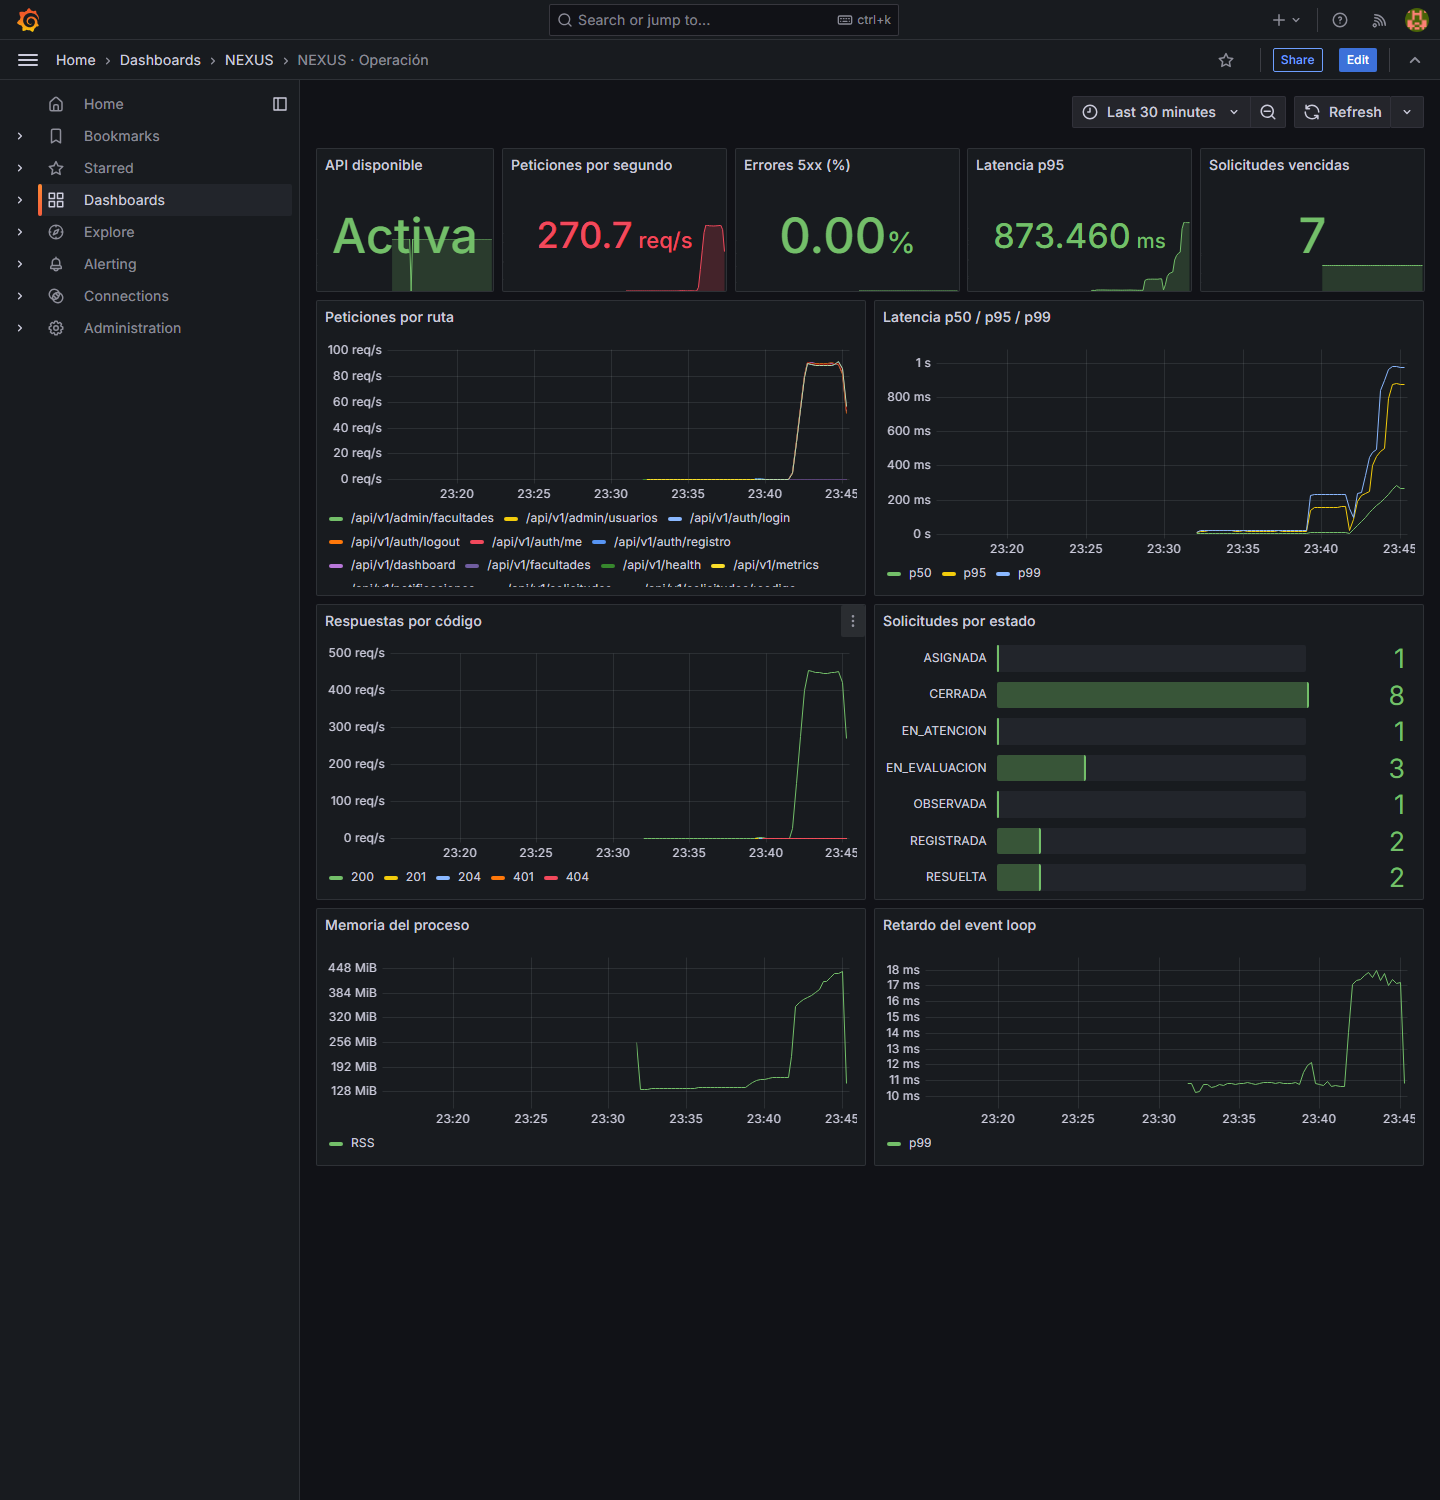 Search or jump to...
ctrl+k
Home › Dashboards › NEXUS › NEXUS · Operación
Share
Edit
Home
Bookmarks
Starred
Dashboards
Explore
Alerting
Connections
Administration
Last 30 minutes
Refresh
API disponible
Activa
Peticiones por segundo
270.7 req/s
Errores 5xx (%)
0.00%
Latencia p95
873.460 ms
Solicitudes vencidas
7
Peticiones por ruta
100 req/s
80 req/s
60 req/s
40 req/s
20 req/s
0 req/s
23:20 23:25 23:30 23:35 23:40 23:45
/api/v1/admin/facultades /api/v1/admin/usuarios /api/v1/auth/login
/api/v1/auth/logout /api/v1/auth/me /api/v1/auth/registro
/api/v1/dashboard /api/v1/facultades /api/v1/health /api/v1/metrics
Latencia p50 / p95 / p99
1 s
800 ms
600 ms
400 ms
200 ms
0 s
23:20 23:25 23:30 23:35 23:40 23:45
p50 p95 p99
Respuestas por código
500 req/s
400 req/s
300 req/s
200 req/s
100 req/s
0 req/s
23:20 23:25 23:30 23:35 23:40 23:45
200 201 204 401 404
Solicitudes por estado
ASIGNADA 1
CERRADA 8
EN_ATENCION 1
EN_EVALUACION 3
OBSERVADA 1
REGISTRADA 2
RESUELTA 2
Memoria del proceso
448 MiB
384 MiB
320 MiB
256 MiB
192 MiB
128 MiB
23:20 23:25 23:30 23:35 23:40 23:45
RSS
Retardo del event loop
18 ms
17 ms
16 ms
15 ms
14 ms
13 ms
12 ms
11 ms
10 ms
23:20 23:25 23:30 23:35 23:40 23:45
p99